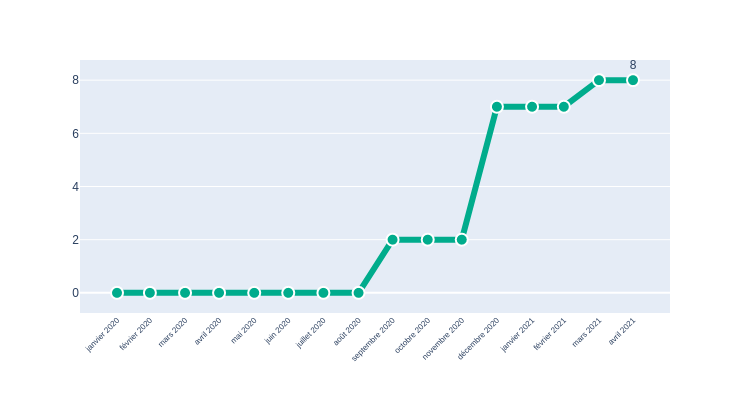 8
8
6
4
2
0
janvier 2020
février 2020
mars 2020
avril 2020
mai 2020
juin 2020
juillet 2020
août 2020
septembre 2020
octobre 2020
novembre 2020
décembre 2020
janvier 2021
février 2021
mars 2021
avril 2021